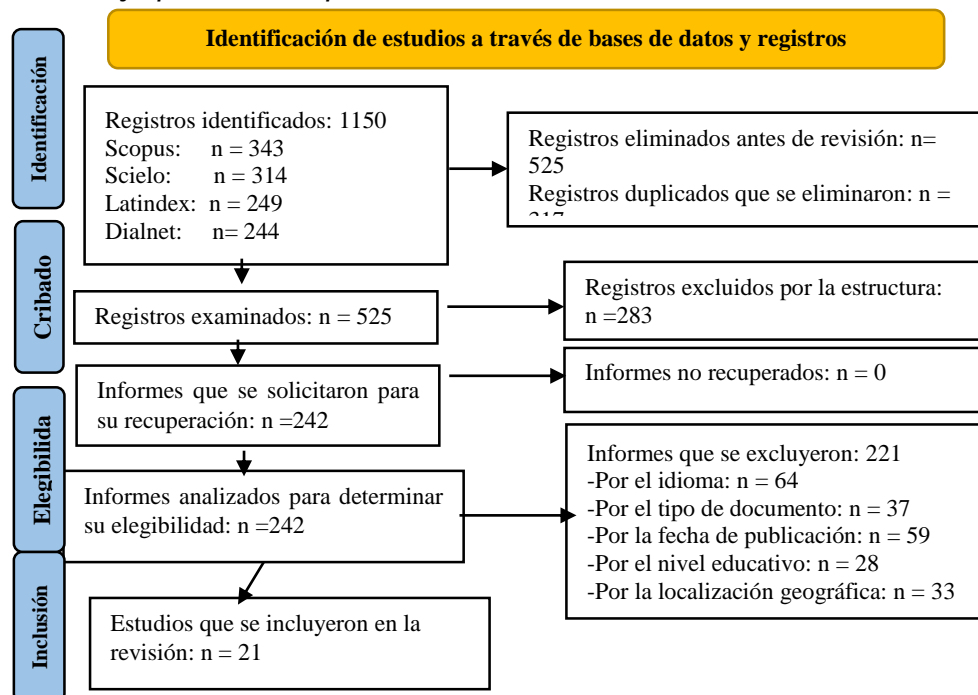 Identificación de estudios a través de bases de datos y registros
Identificación
Registros identificados: 1150
Scopus: n = 343
Scielo: n = 314
Latindex: n = 249
Dialnet: n= 244
Registros eliminados antes de revisión: n=
525
Registros duplicados que se eliminaron: n =
Cribado
Registros examinados: n = 525
Registros excluidos por la estructura:
n =283
Informes que se solicitaron para
su recuperación: n =242
Informes no recuperados: n = 0
Elegibilida
Informes analizados para determinar
su elegibilidad: n =242
Informes que se excluyeron: 221
-Por el idioma: n = 64
-Por el tipo de documento: n = 37
-Por la fecha de publicación: n = 59
-Por el nivel educativo: n = 28
-Por la localización geográfica: n = 33
Inclusión
Estudios que se incluyeron en la
revisión: n = 21